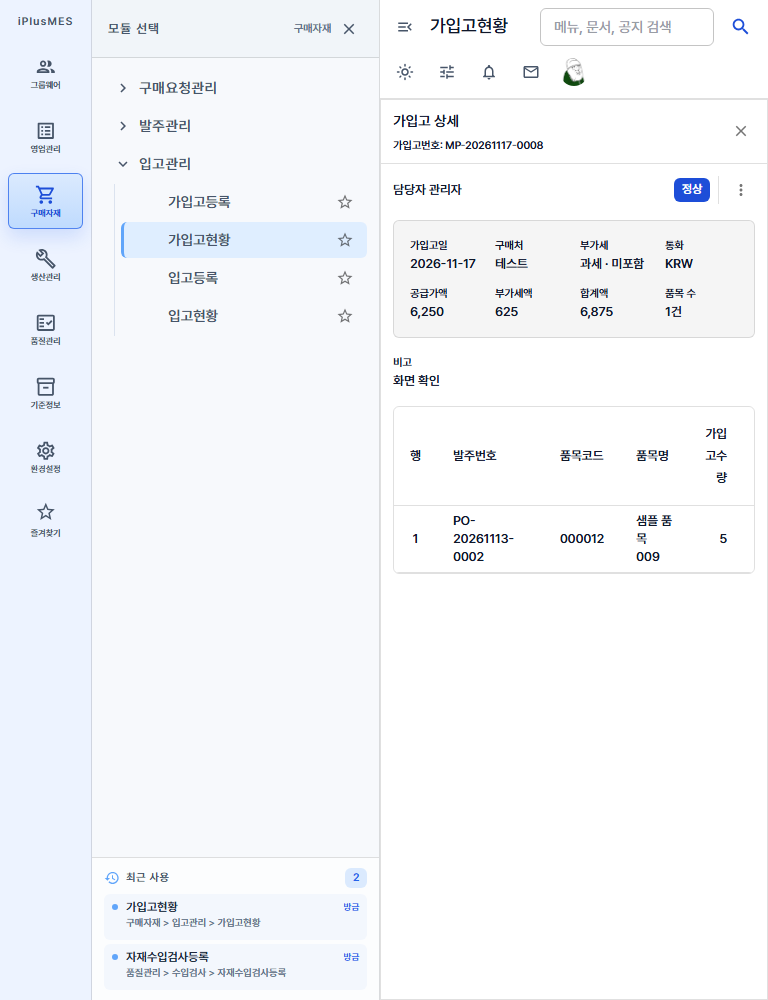 iPlusMES
그룹웨어
영업관리
구매자재
생산관리
품질관리
기준정보
환경설정
즐겨찾기
모듈 선택
구매자재
구매요청관리
발주관리
입고관리
가입고등록
가입고현황
입고등록
입고현황
최근 사용
2
가입고현황
방금
구매자재 > 입고관리 > 가입고현황
자재수입검사등록
방금
품질관리 > 수입검사 > 자재수입검사등록
가입고현황
메뉴, 문서, 공지 검색
가입고 상세
가입고번호: MP-20261117-0008
담당자 관리자
정상
가입고일 구매처 부가세 통화
2026-11-17 테스트 과세 · 미포함 KRW
공급가액 부가세액 합계액 품목 수
6,250 625 6,875 1건
비고
화면 확인
행 발주번호 품목코드 품목명 가입
고수
량
1 PO-
20261113-
0002 000012 샘플 품
목
009 5